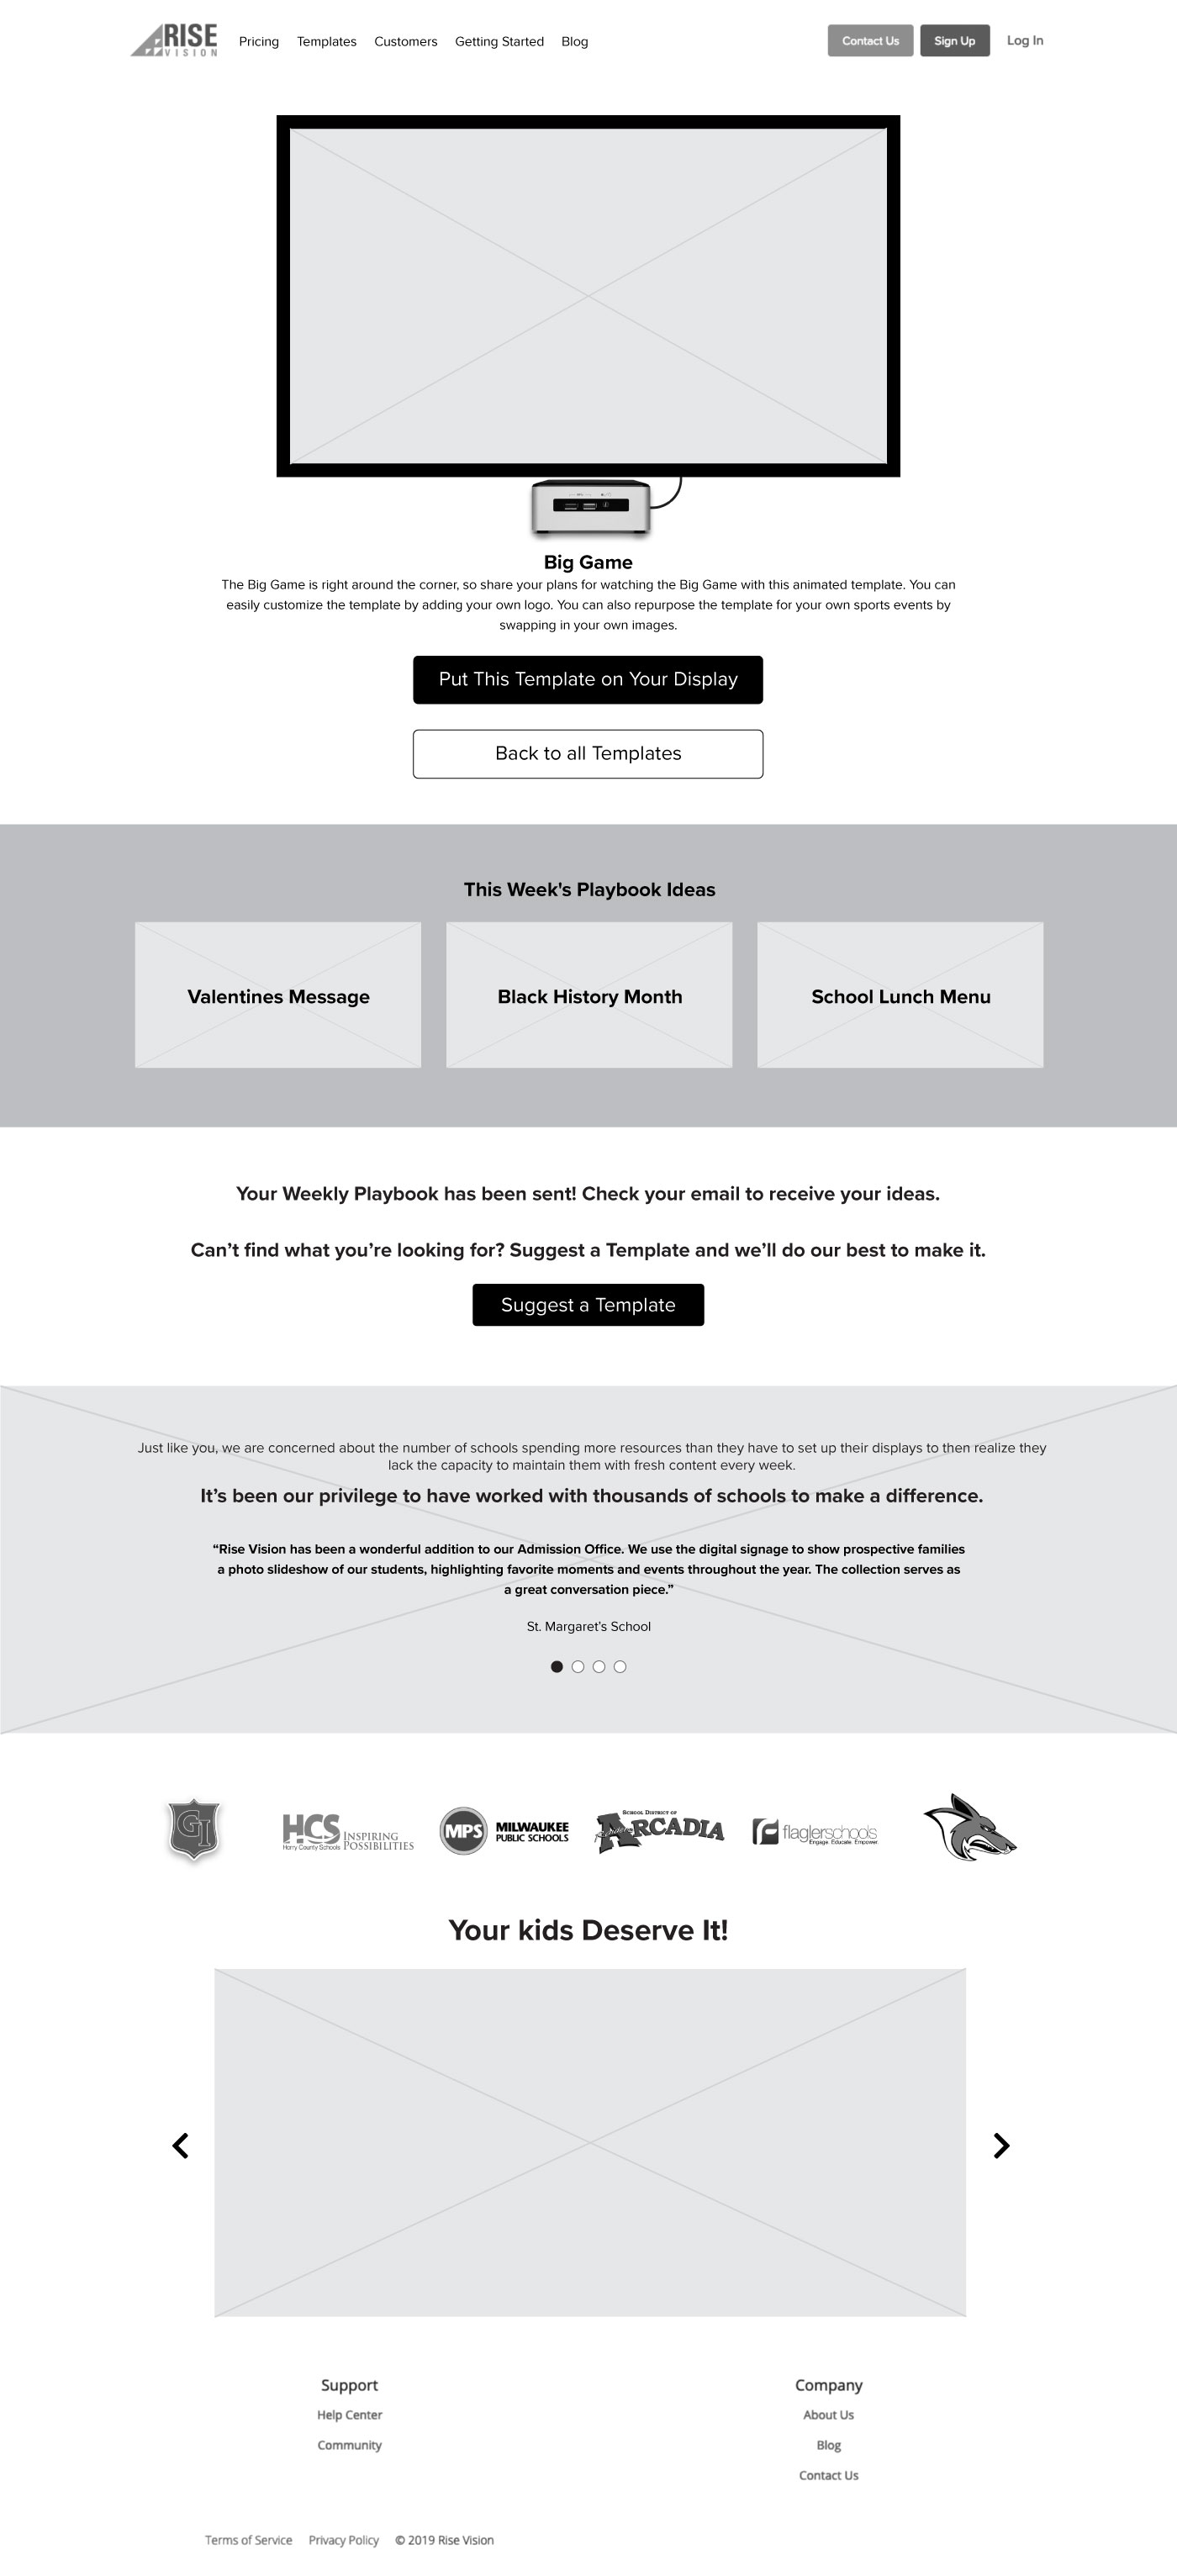 RISE
VISION
Pricing Templates Customers Getting Started Blog
Contact Us Sign Up Log In
Big Game
The Big Game is right around the corner, so share your plans for watching the Big Game with this animated template. You can
easily customize the template by adding your own logo. You can also repurpose the template for your own sports events by
swapping in your own images.
Put This Template on Your Display
Back to all Templates
This Week's Playbook Ideas
Valentines Message
Black History Month
School Lunch Menu
Your Weekly Playbook has been sent! Check your email to receive your ideas.
Can’t find what you’re looking for? Suggest a Template and we’ll do our best to make it.
Suggest a Template
Just like you, we are concerned about the number of schools spending more resources than they have to set up their displays to then realize they
lack the capacity to maintain them with fresh content every week.
It’s been our privilege to have worked with thousands of schools to make a difference.
“Rise Vision has been a wonderful addition to our Admission Office. We use the digital signage to show prospective families
a photo slideshow of our students, highlighting favorite moments and events throughout the year. The collection serves as
a great conversation piece.”
St. Margaret’s School
GI
HCS
Horry County Schools
INSPIRING
POSSIBILITIES
MPS
MILWAUKEE
PUBLIC SCHOOLS
SCHOOL DISTRICT OF
ARCADIA
flaglerschools
Engage. Educate. Empower.
Your kids Deserve It!
Support
Help Center
Community
Company
About Us
Blog
Contact Us
Terms of Service Privacy Policy © 2019 Rise Vision